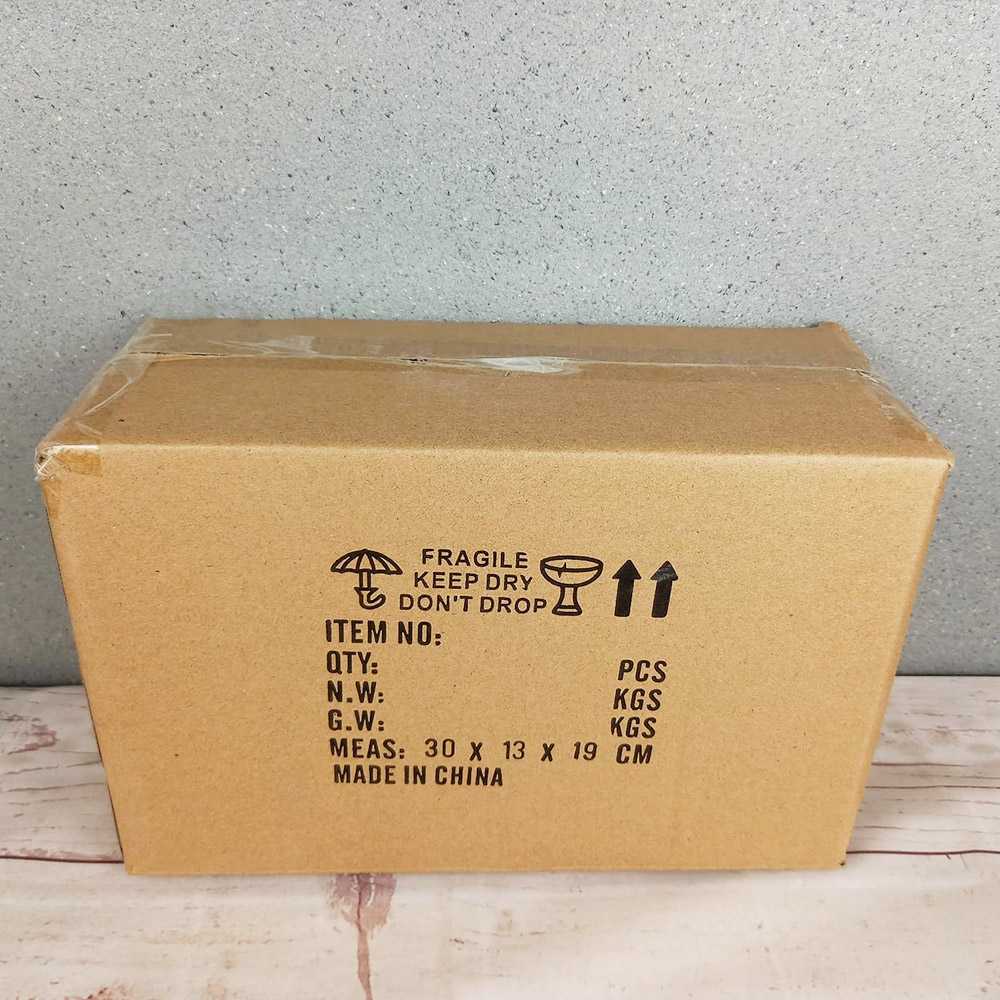 FRAGILE
KEEP DRY
DON'T DROP
ITEM NO:
QTY: PCS
N.W: KGS
G.W: KGS
MEAS: 30 X 13 X 19 CM
MADE IN CHINA